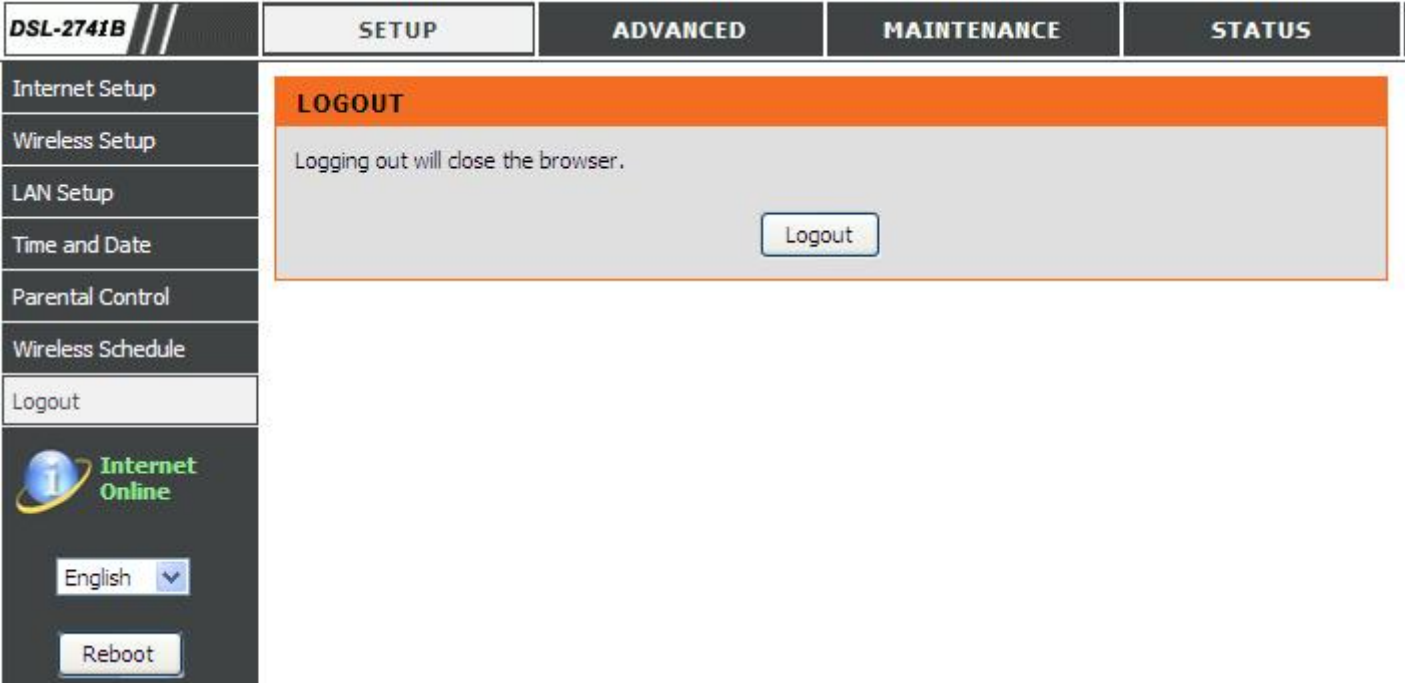 DSL-2741B
SETUP
ADVANCED
MAINTENANCE
STATUS
Internet Setup
Wireless Setup
LAN Setup
Time and Date
Parental Control
Wireless Schedule
Logout
Internet
Online
English
Reboot
LOGOUT
Logging out will close the browser.
Logout